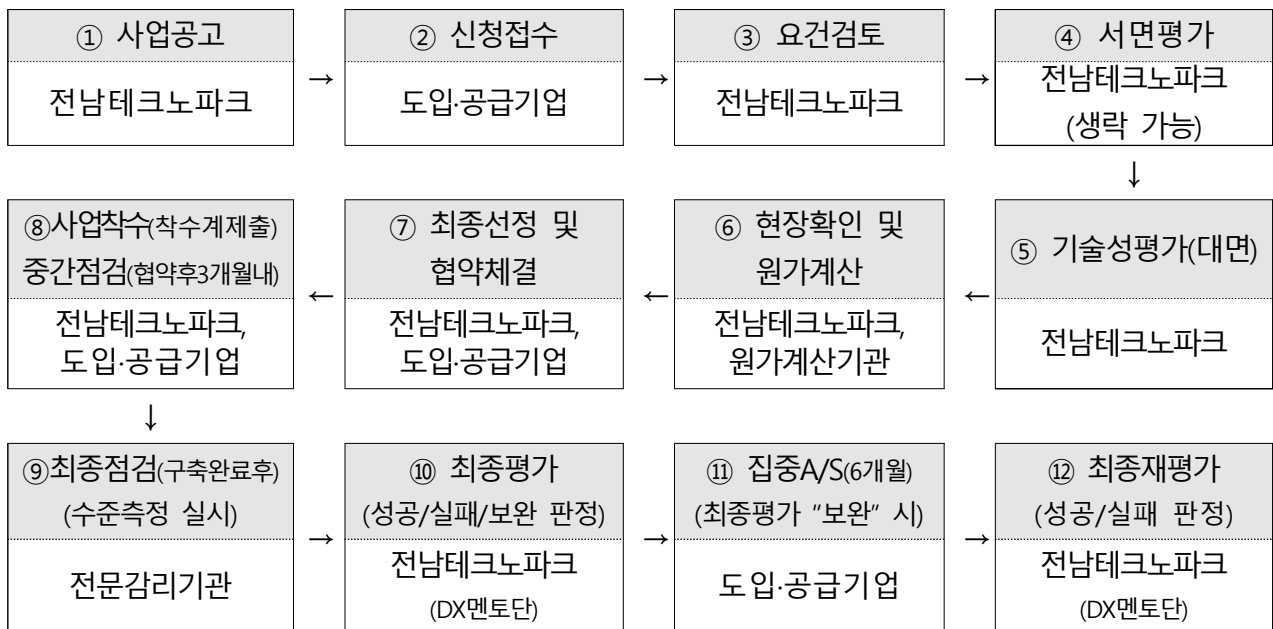 ① 사업공고
전남테크노파크
→
② 신청접수
도입·공급기업
→
③ 요건검토
전남테크노파크
→
④ 서면평가
전남테크노파크
(생략 가능)
↓
⑤ 기술성평가(대면)
전남테크노파크
←
⑥ 현장확인 및
원가계산
전남테크노파크,
원가계산기관
←
⑦ 최종선정 및
협약체결
전남테크노파크,
도입·공급기업
←
⑧사업착수(착수계제출)
중간점검(협약후3개월내)
전남테크노파크,
도입·공급기업
↓
⑨최종점검(구축완료후)
(수준측정 실시)
전문감리기관
→
⑩ 최종평가
(성공/실패/보완 판정)
전남테크노파크
(DX멘토단)
→
⑪ 집중A/S(6개월)
(최종평가 "보완" 시)
도입·공급기업
→
⑫ 최종재평가
(성공/실패 판정)
전남테크노파크
(DX멘토단)